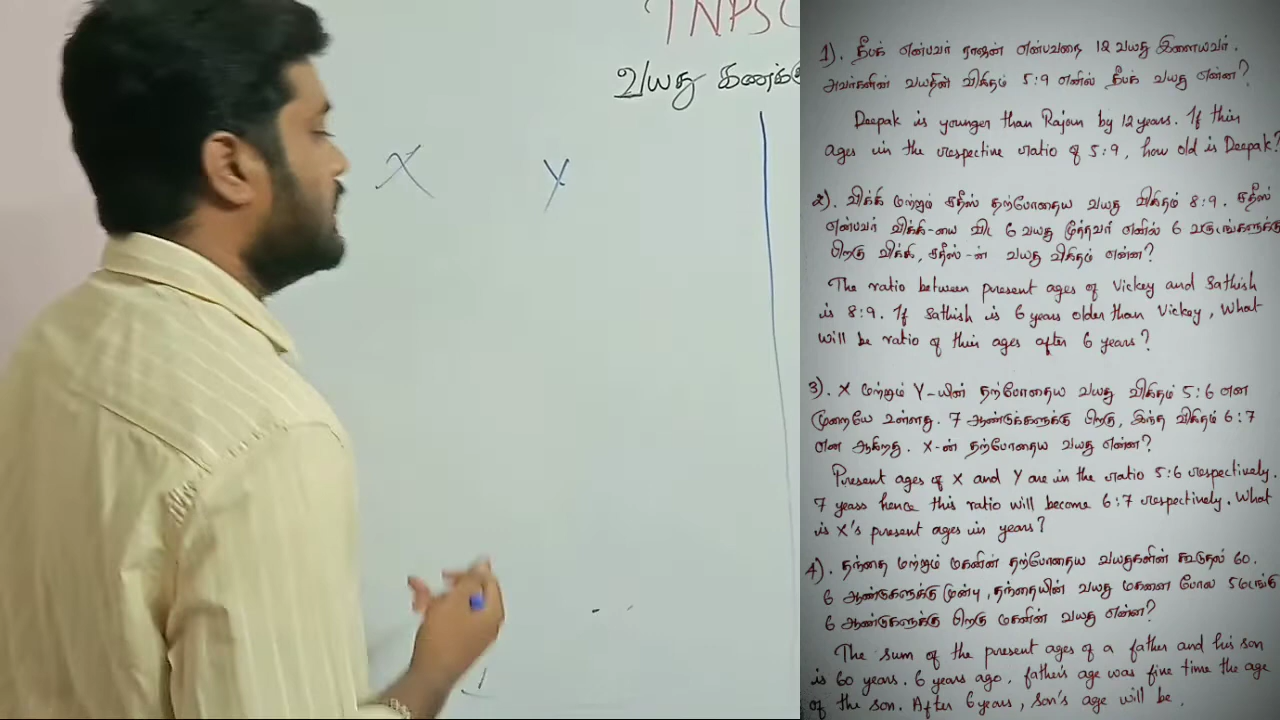 TNPSC
வயது கணக்கு
X Y
1). தீபக் என்பவர் ராஜன் என்பவரை 12 வயது இளையவர்.
அவர்களின் வயதின் விகிதம் 5:9 எனில் தீபக் வயது என்ன?
Deepak is younger than Rajan by 12 years. If thin
ages in the respective ratio of 5:9, how old is Deepak?
2). விக்கி மற்றும் சதீஸ் தற்போதைய வயது விகிதம் 8:9. சதீஸ்
என்பவர் விக்கி-யை விட 6 வயது மூத்தவர் எனில் 6 வருடங்களுக்கு
பிறகு விக்கி, சதீஸ்-ன் வயது விகிதம் என்ன?
The ratio between present ages of Vickey and Sathish
is 8:9. If Sathish is 6 years older than Vickey, What
will be ratio of thin ages after 6 years?
3). X மற்றும் Y-யின் தற்போதைய வயது விகிதம் 5:6 என
முறையே உள்ளது. 7 ஆண்டுக்களுக்கு பிறகு, இந்த விகிதம் 6:7
என ஆகிறது. X-ன் தற்போதைய வயது என்ன?
Present ages of X and Y are in the ratio 5:6 respectively.
7 years hence this ratio will become 6:7 respectively. What
is X's present ages in years?
4). தந்தை மற்றும் மகனின் தற்போதைய வயதுகளின் கூடுதல் 60.
6 ஆண்டுகளுக்கு முன்பு, தந்தையின் வயது மகனை போல 5 மடங்கு
6 ஆண்டுகளுக்கு பிறகு மகனின் வயது என்ன?
The sum of the present ages of a father and his son
is 60 years. 6 years ago, father's age was five time the age
of the son. After 6 years, son's age will be.